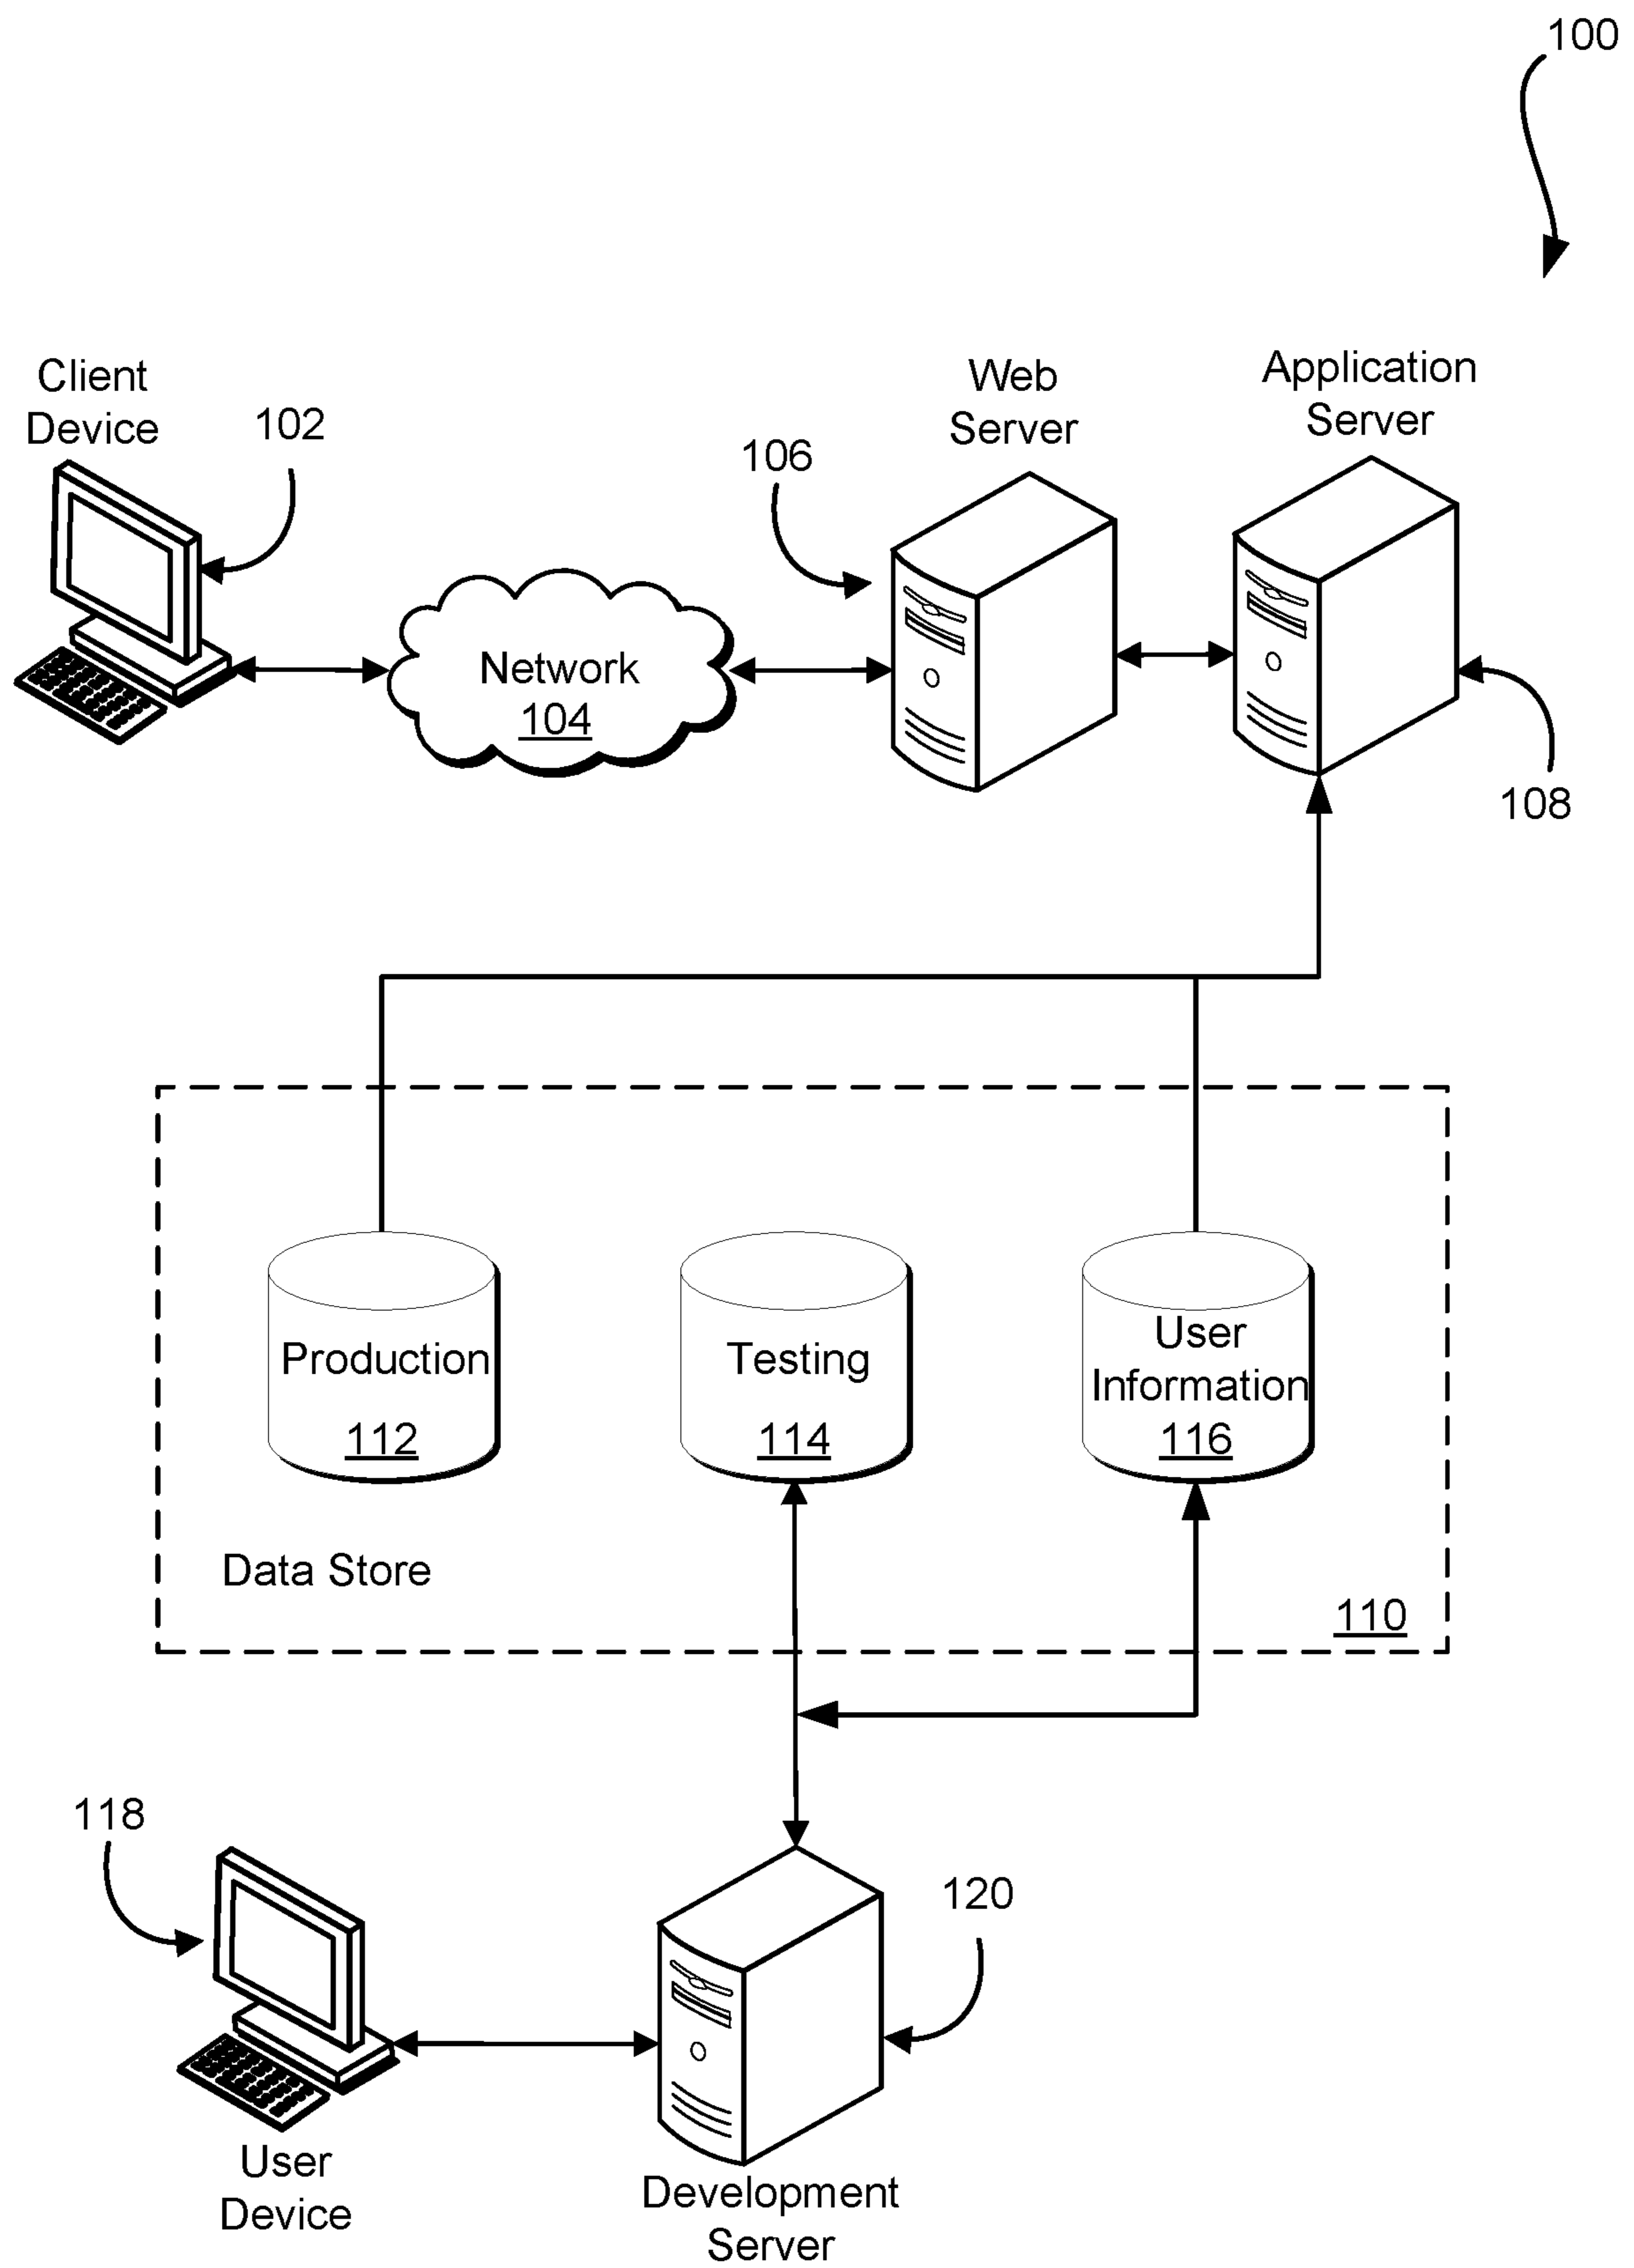 100
Client
Device
102
Web
Server
106
Application
Server
Network
104
108
Production
112
Testing
114
User
Information
116
Data Store
110
118
120
User
Device
Development
Server